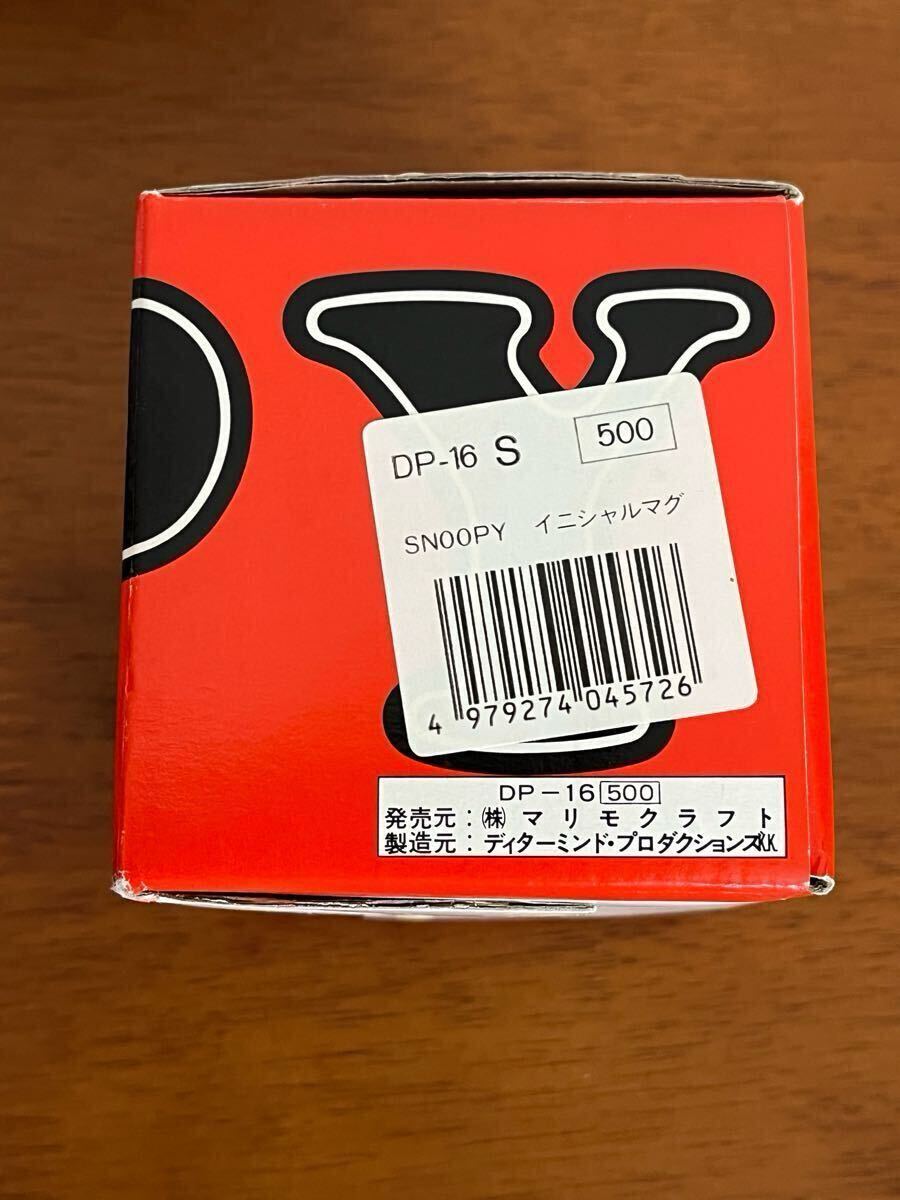 Y
DP-16 S 500
SNOOPY イニシャルマグ
4 979274 045726
DP-16 500
発売元:㈱マリモクラフト
製造元:ディターミンド・プロダクションズKK